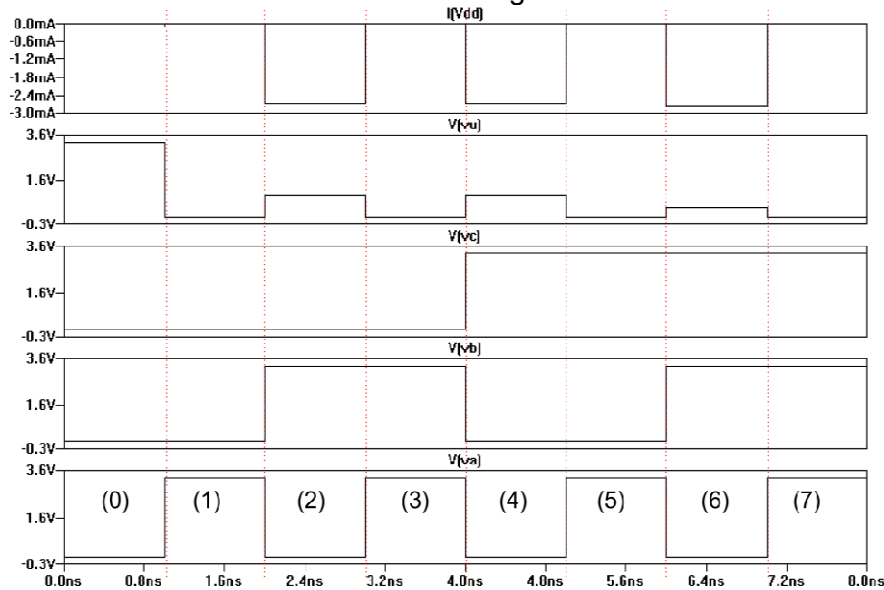 I(Vdd)
0.0mA
-0.6mA
-1.2mA
-1.8mA
-2.4mA
-3.0mA
V(vu)
3.6V
1.6V
-0.3V
V(vc)
3.6V
1.6V
-0.3V
V(vb)
3.6V
1.6V
-0.3V
V(va)
3.6V
1.6V
-0.3V
(0) (1) (2) (3) (4) (5) (6) (7)
0.0ns 0.0ns 1.6ns 2.4ns 3.2ns 4.0ns 4.0ns 5.6ns 6.4ns 7.2ns 0.0ns